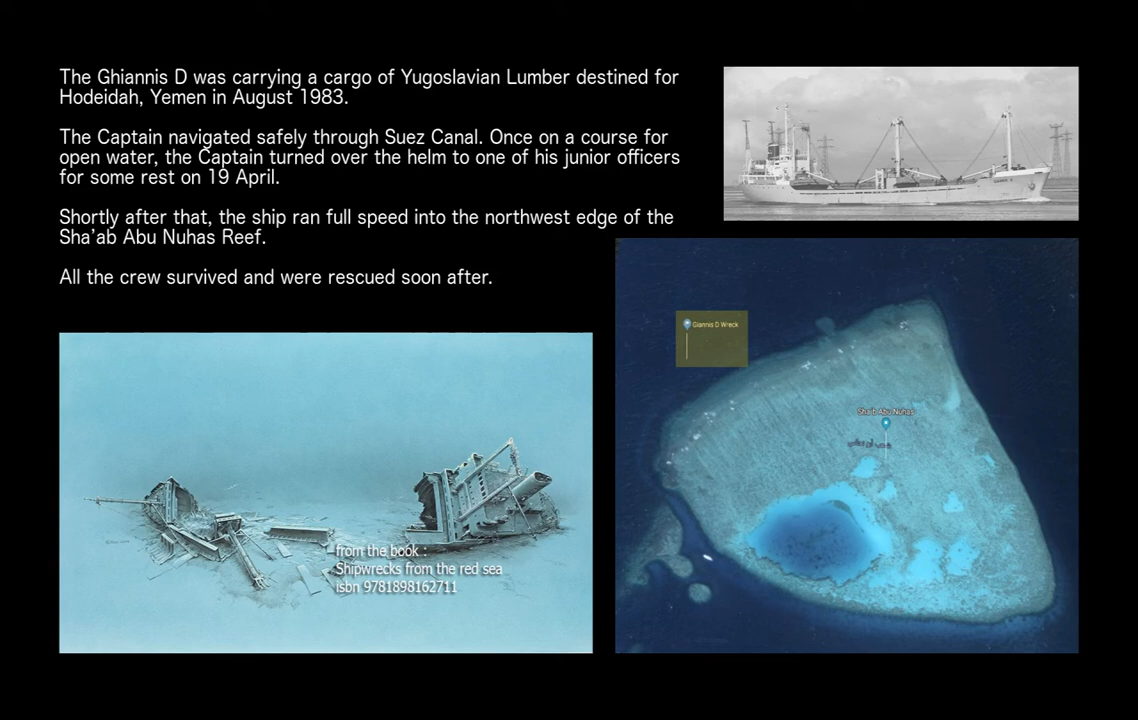 The Ghiannis D was carrying a cargo of Yugoslavian Lumber destined for
Hodeidah, Yemen in August 1983.
The Captain navigated safely through Suez Canal. Once on a course for
open water, the Captain turned over the helm to one of his junior officers
for some rest on 19 April.
Shortly after that, the ship ran full speed into the northwest edge of the
Sha'ab Abu Nuhas Reef.
All the crew survived and were rescued soon after.
Giannis D Wreck
Sha'b Abu Nuhas
from the book :
Shipwrecks from the red sea
isbn 9781898162711